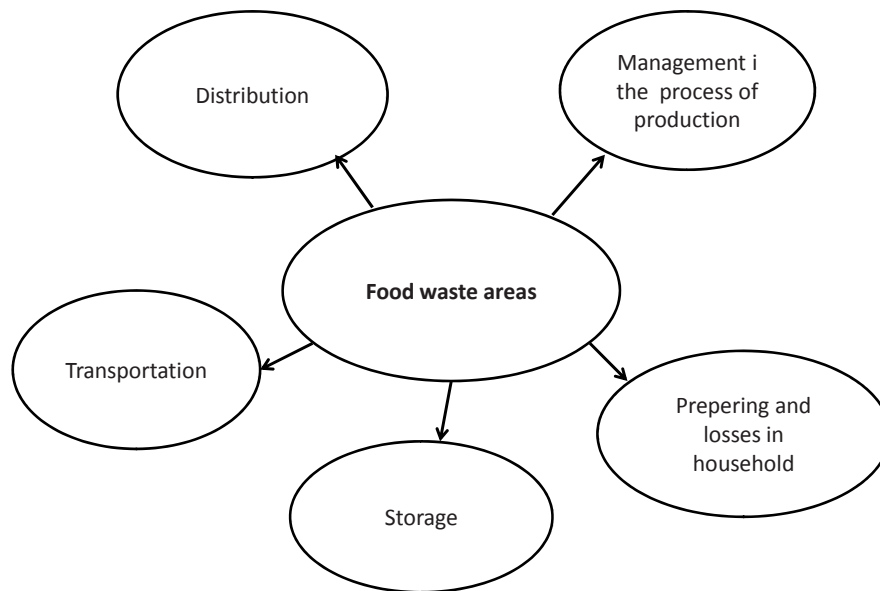 Distribution
Management i
the process of
production
Food waste areas
Transportation
Prepering and
losses in
household
Storage